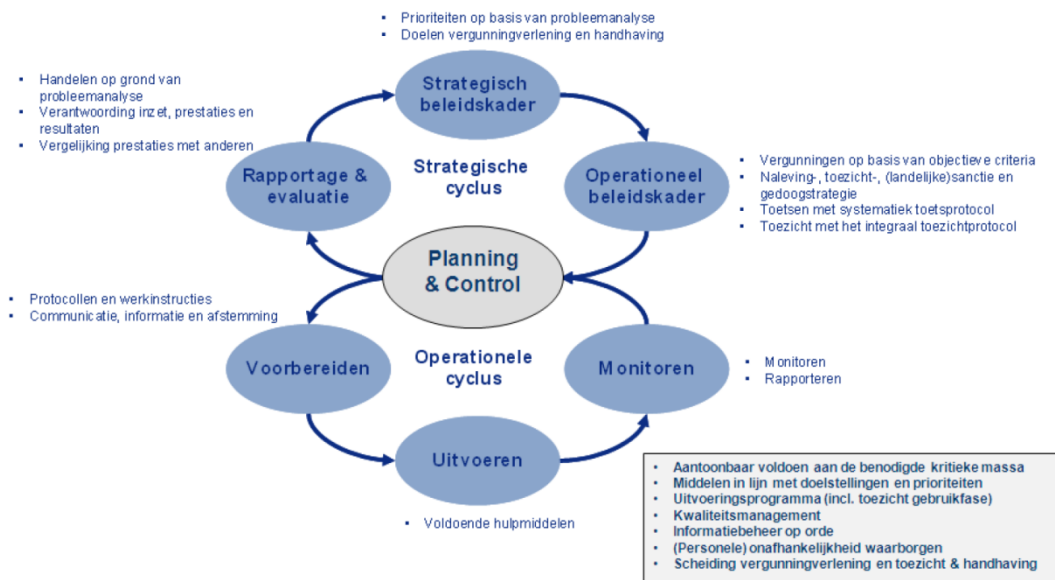 Prioriteiten op basis van probleemanalyse
Doelen vergunningverlening en handhaving
Handelen op grond van
probleemanalyse
Verantwoording inzet, prestaties en
resultaten
Vergelijking prestaties met anderen
Strategisch
beleidskader
Rapportage &
evaluatie
Strategische
cyclus
Operationeel
beleidskader
Vergunningen op basis van objectieve criteria
Naleving-, toezicht-, (landelijke)sanctie en
gedoogstrategie
Toetsen met systematiek toetsprotocol
Toezicht met het integraal toezichtprotocol
Planning
& Control
Protocollen en werkinstructies
Communicatie, informatie en afstemming
Voorbereiden
Operationele
cyclus
Monitoren
Monitoren
Rapporteren
Uitvoeren
Voldoende hulpmiddelen
Aantoonbaar voldoen aan de benodigde kritieke massa
Middelen in lijn met doelstellingen en prioriteiten
Uitvoeringsprogramma (incl. toezicht gebruikfase)
Kwaliteitsmanagement
Informatiebeheer op orde
(Personele) onafhankelijkheid waarborgen
Scheiding vergunningverlening en toezicht & handhaving